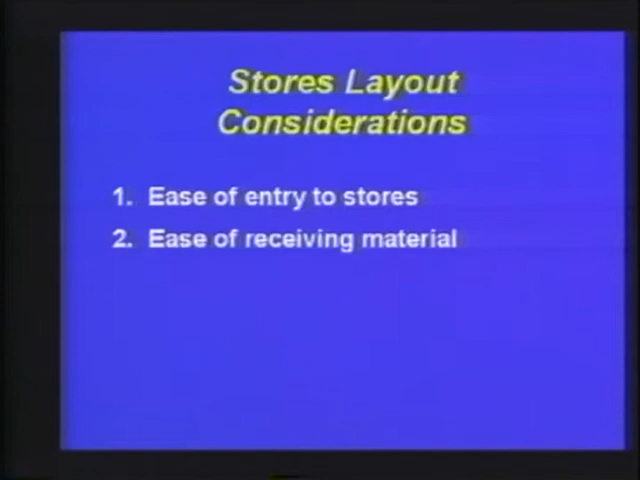 Stores Layout
Considerations
1. Ease of entry to stores
2. Ease of receiving material